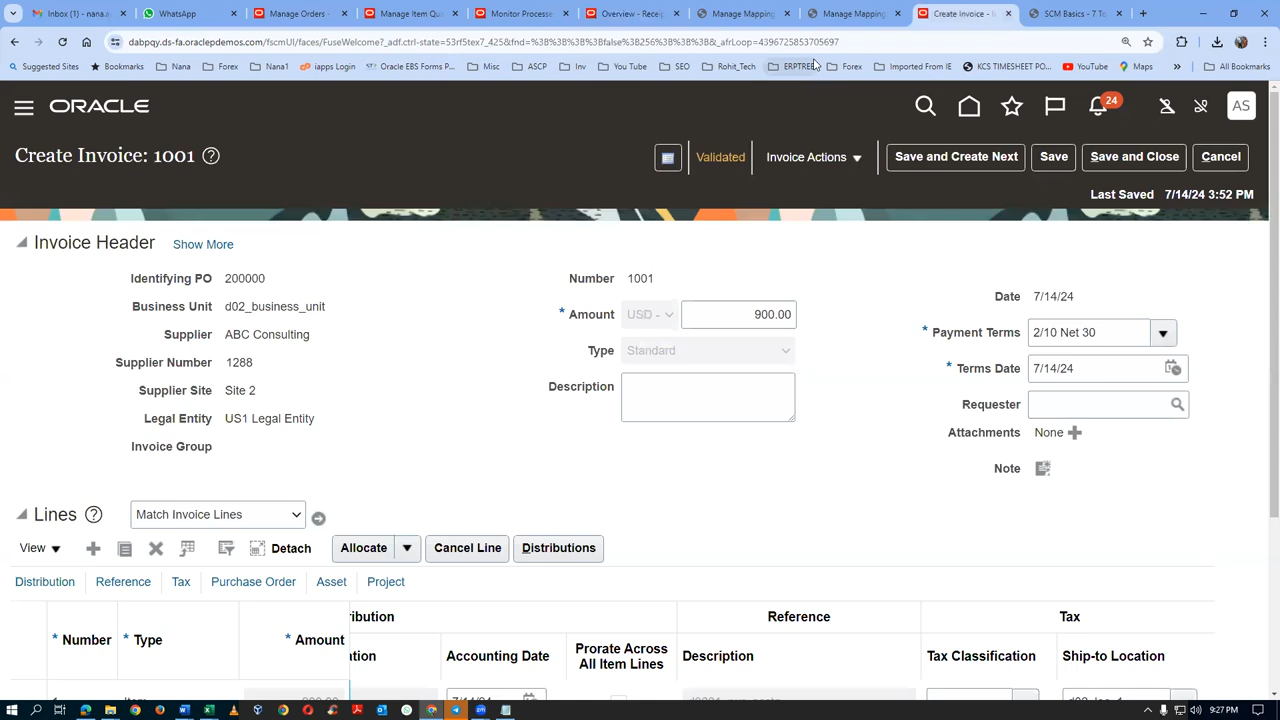 Inbox (51) - nana.a
WhatsApp
Manage Orders -
Manage Item Qua
Monitor Processe
Overview - Receip
Manage Mapping
Manage Mapping
Create Invoice - I
SCM Basics - 7 To
dabpqy.ds-fa.oraclepdemos.com/fscmUI/faces/FuseWelcome?_adf.ctrl-state=53rf5tex7_425&fnd=%3B%3B%3B%3Bfalse%3B256%3B%3B%3B&_afrLoop=4396725853705697
Suggested Sites
Nana
Forex
Nana1
iapps Login
Oracle EBS Forms P...
Misc
ASCP
Inv
You Tube
SEO
Rohit_Tech
ERPTREE
Forex
Imported From IE
KCS TIMESHEET PO...
YouTube
Maps
»
All Bookmarks
ORACLE
24
AS
Create Invoice: 1001
Validated
Invoice Actions
Save and Create Next
Save
Save and Close
Cancel
Last Saved 7/14/24 3:52 PM
Invoice Header
Show More
Identifying PO 200000
Business Unit d02_business_unit
Supplier ABC Consulting
Supplier Number 1288
Supplier Site Site 2
Legal Entity US1 Legal Entity
Invoice Group
Number 1001
* Amount USD - 900.00
Type Standard
Description
Date 7/14/24
* Payment Terms 2/10 Net 30
* Terms Date 7/14/24
Requester
Attachments None
Note
Lines
Match Invoice Lines
View
Detach
Allocate
Cancel Line
Distributions
Distribution
Reference
Tax
Purchase Order
Asset
Project
ribution
Reference
Tax
* Number
* Type
* Amount
ation
Accounting Date
Prorate Across
All Item Lines
Description
Tax Classification
Ship-to Location
9:27 PM